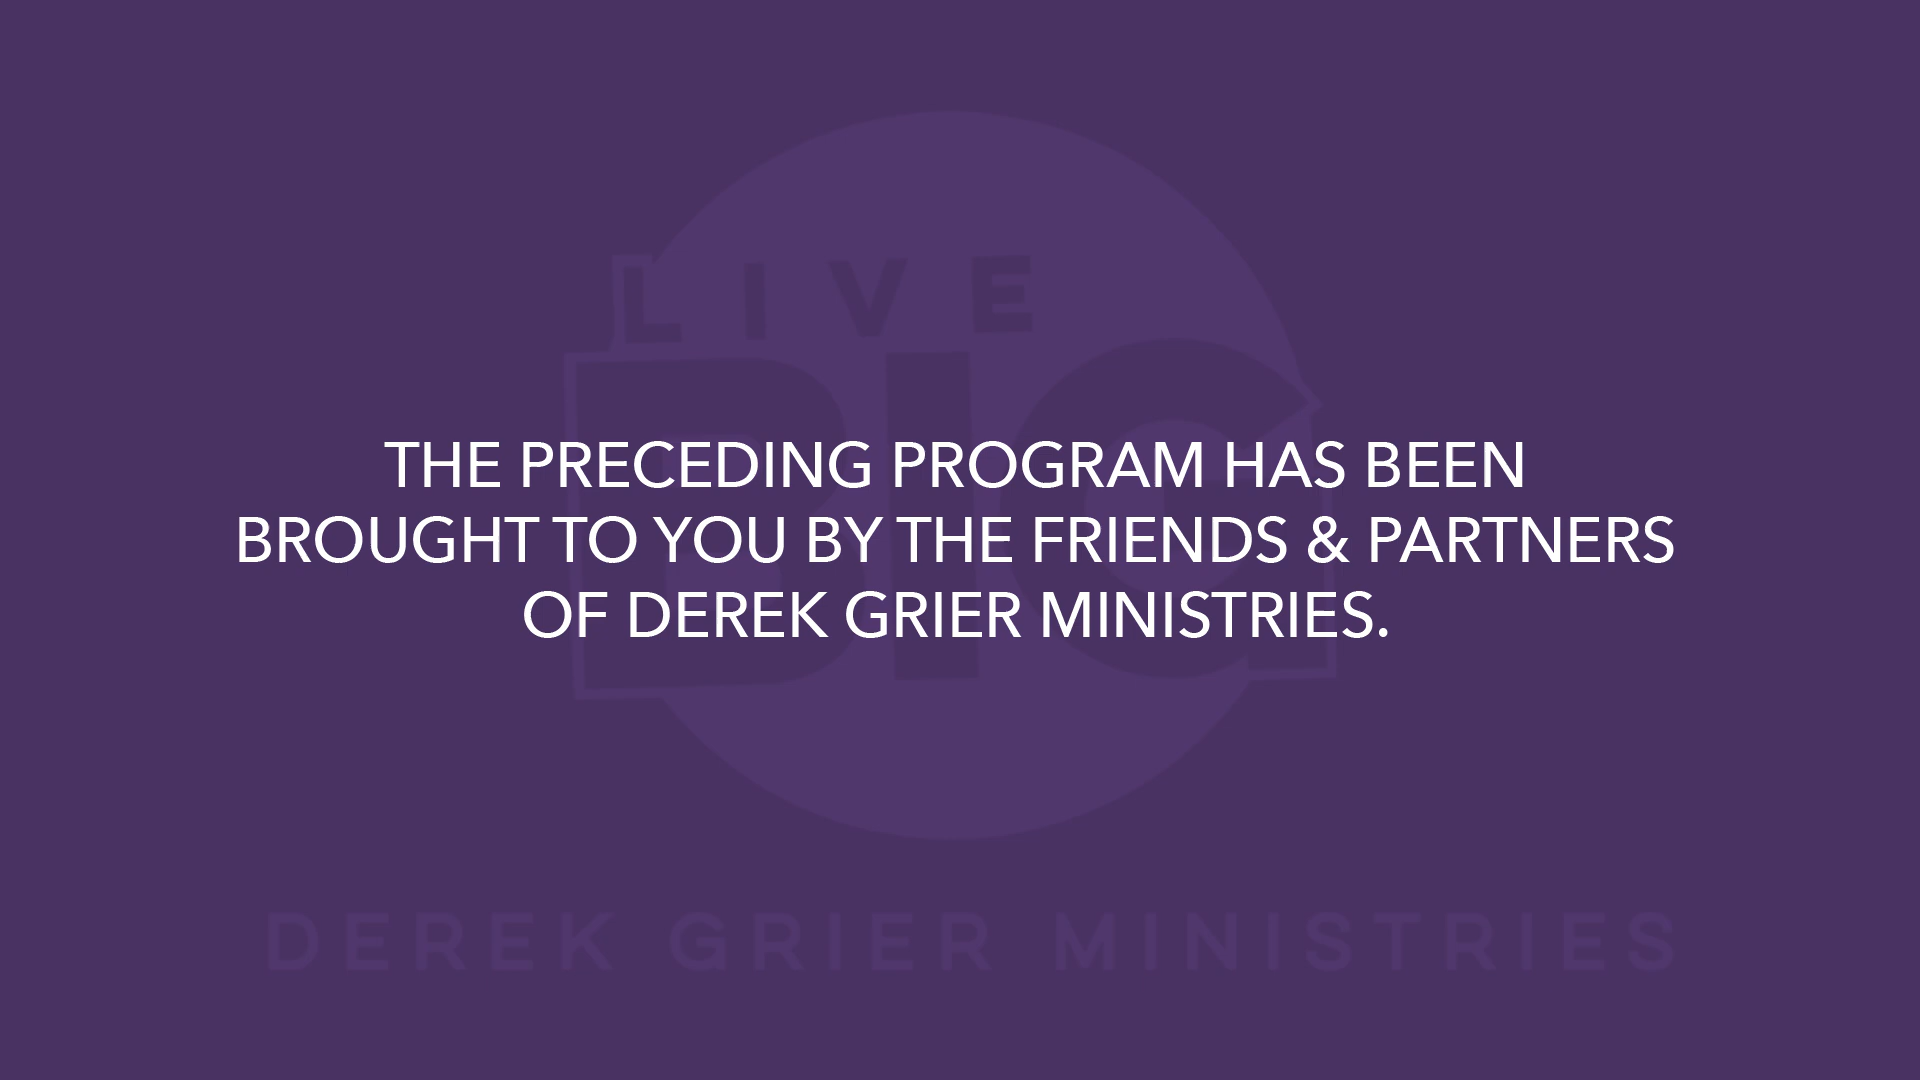 LIVE
BIG
THE PRECEDING PROGRAM HAS BEEN
BROUGHT TO YOU BY THE FRIENDS & PARTNERS
OF DEREK GRIER MINISTRIES.
DEREK GRIER MINISTRIES